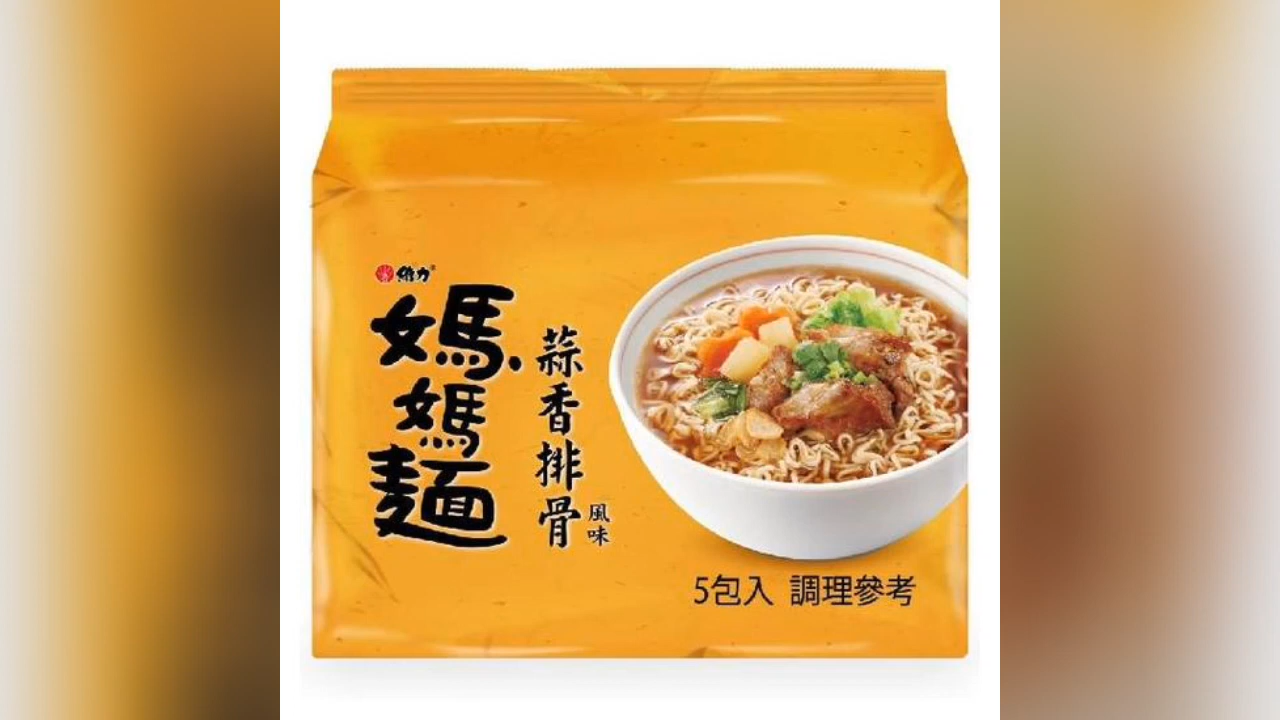 維力
媽媽麵
蒜香排骨
風味
5包入 調理參考